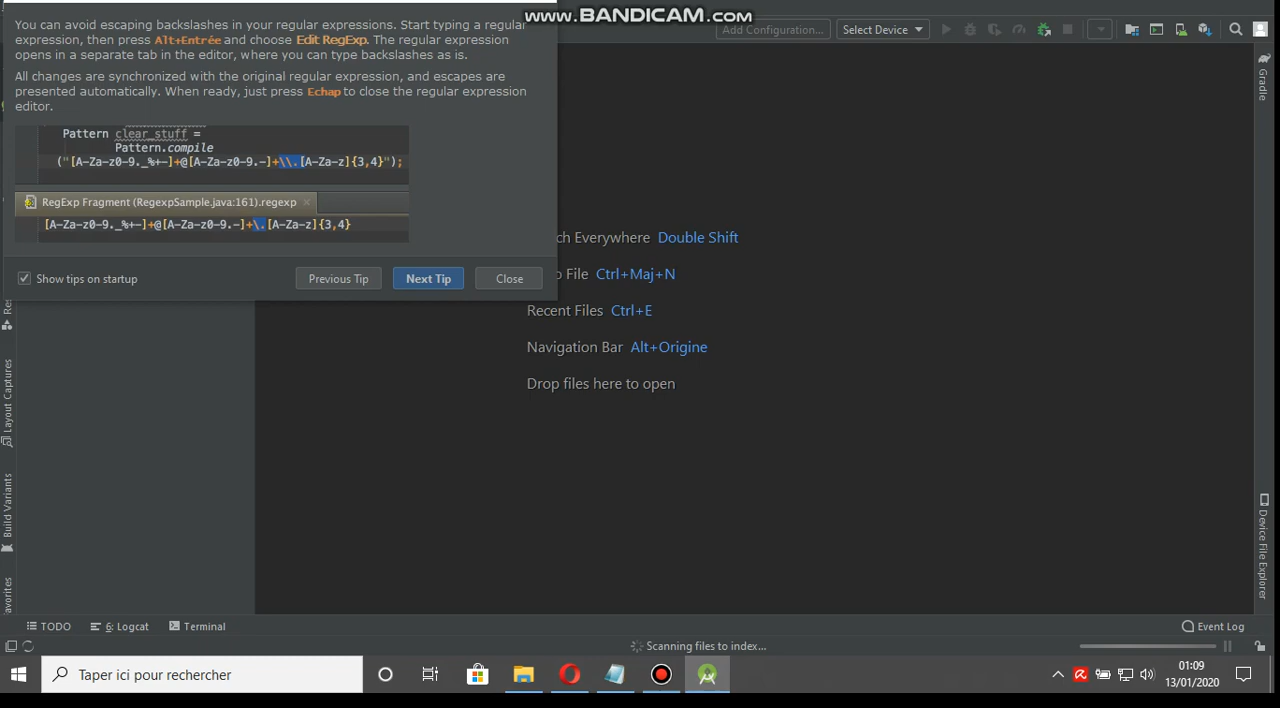 www.BANDICAM.com
You can avoid escaping backslashes in your regular expressions. Start typing a regular
expression, then press Alt+Entrée and choose Edit RegExp. The regular expression
opens in a separate tab in the editor, where you can type backslashes as is.
All changes are synchronized with the original regular expression, and escapes are
presented automatically. When ready, just press Echap to close the regular expression
editor.
Pattern clear_stuff =
Pattern.compile
("[A-Za-z0-9._%+-]+@[A-Za-z0-9.-]+\\.[A-Za-z]{3,4}");
RegExp Fragment (RegexpSample.java:161).regexp
[A-Za-z0-9._%+-]+@[A-Za-z0-9.-]+\.[A-Za-z]{3,4}
Show tips on startup
Previous Tip
Next Tip
Close
Add Configuration...
Select Device
ch Everywhere Double Shift
File Ctrl+Maj+N
Recent Files Ctrl+E
Navigation Bar Alt+Origine
Drop files here to open
Gradle
Device File Explorer
Layout Captures
Build Variants
avorites
TODO
6: Logcat
Terminal
Event Log
Scanning files to index...
Taper ici pour rechercher
01:09
13/01/2020